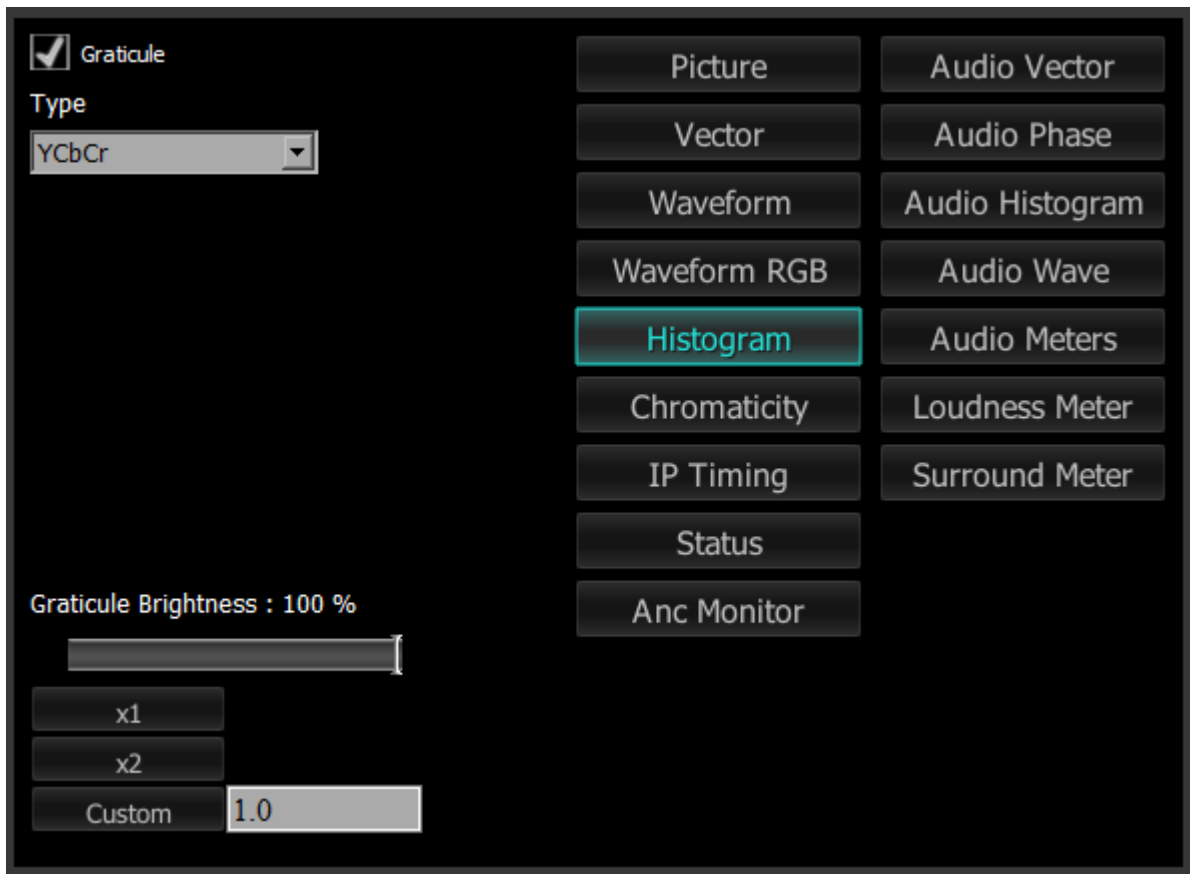 Graticule
Type
YCbCr
Graticule Brightness : 100 %
x1
x2
Custom
1.0
Picture
Vector
Waveform
Waveform RGB
Histogram
Chromaticity
IP Timing
Status
Anc Monitor
Audio Vector
Audio Phase
Audio Histogram
Audio Wave
Audio Meters
Loudness Meter
Surround Meter